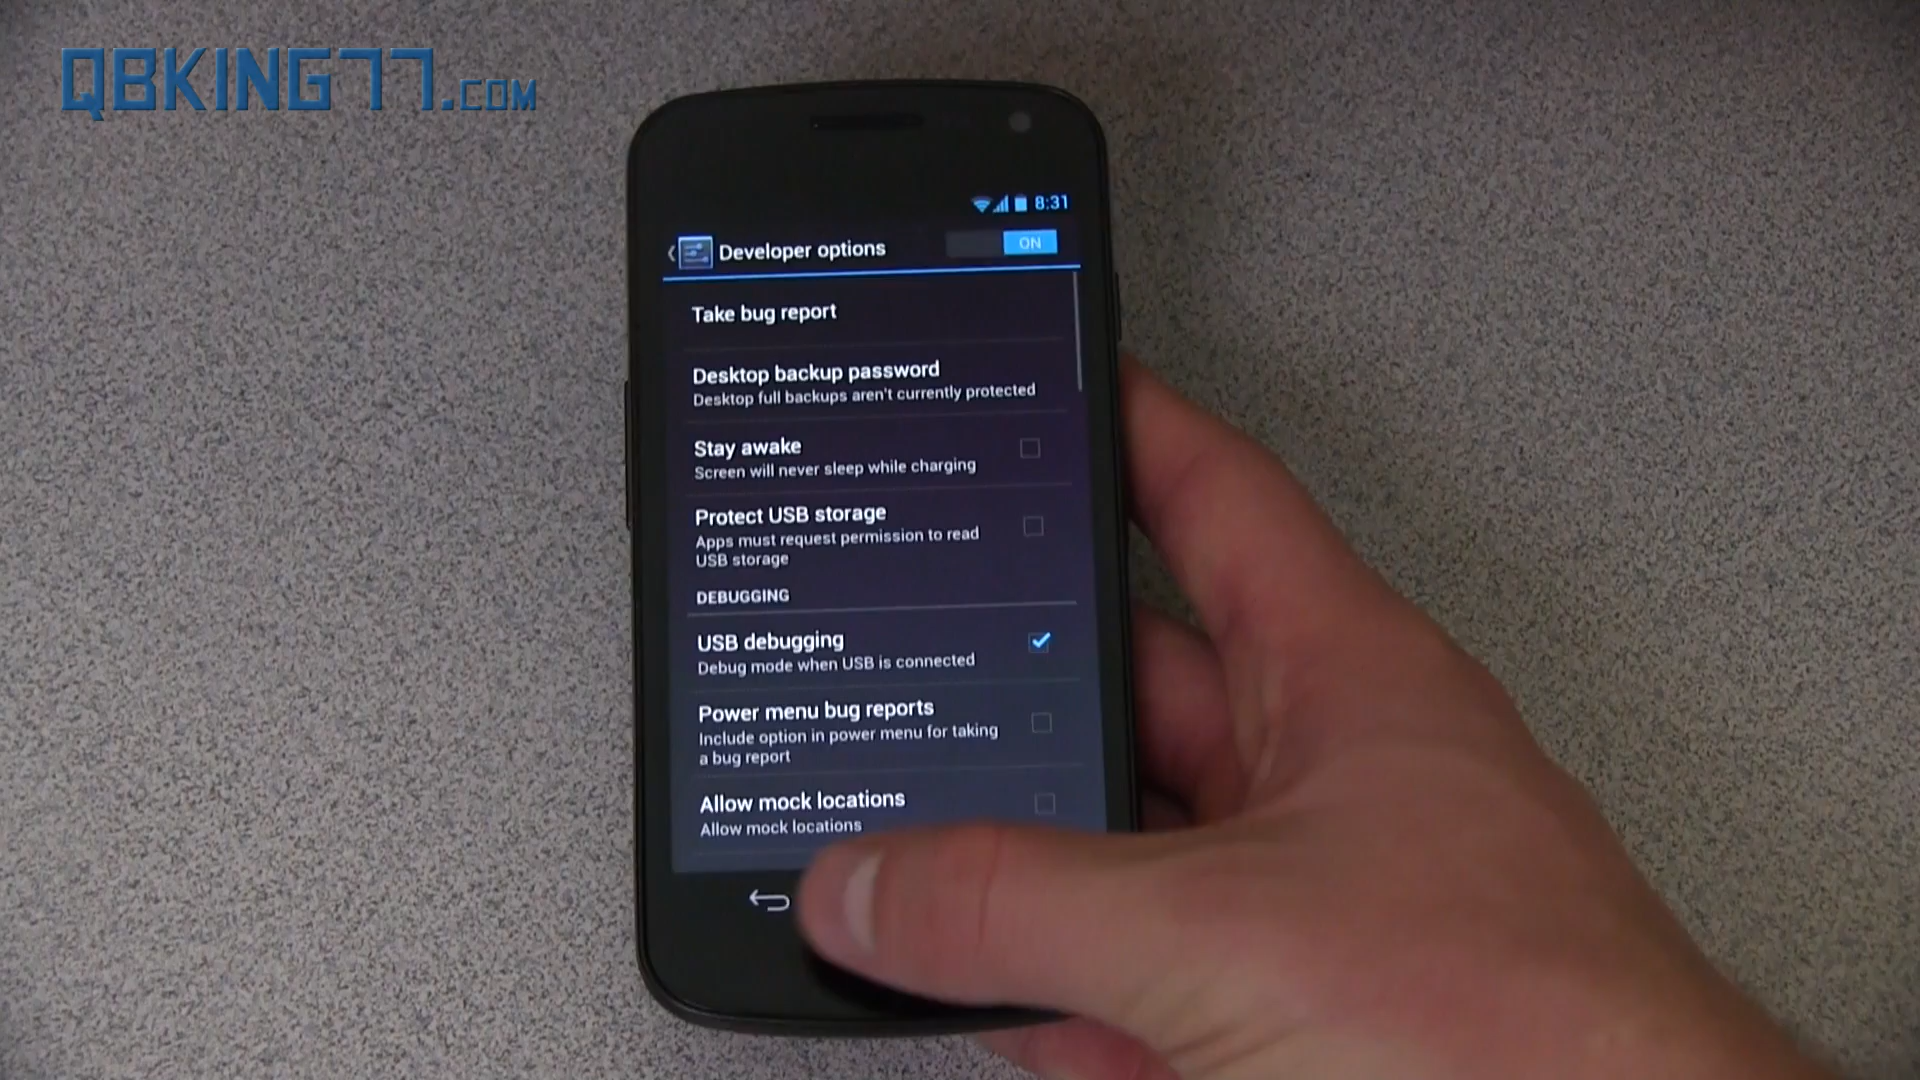 QBKING77.COM
8:31
Developer options
ON
Take bug report
Desktop backup password
Desktop full backups aren't currently protected
Stay awake
Screen will never sleep while charging
Protect USB storage
Apps must request permission to read
USB storage
DEBUGGING
USB debugging
Debug mode when USB is connected
Power menu bug reports
Include option in power menu for taking
a bug report
Allow mock locations
Allow mock locations